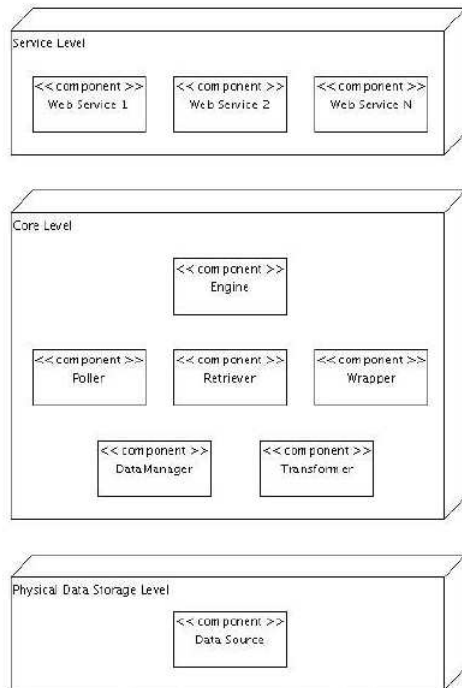 Service Level
<< component >>
Web Service 1
<< component >>
Web Service 2
<< component >>
Web Service N
Core Level
<< component >>
Engine
<< component >>
Poller
<< component >>
Retriever
<< component >>
Wrapper
<< component >>
DataManager
<< component >>
Transformer
Physical Data Storage Level
<< component >>
Data Source